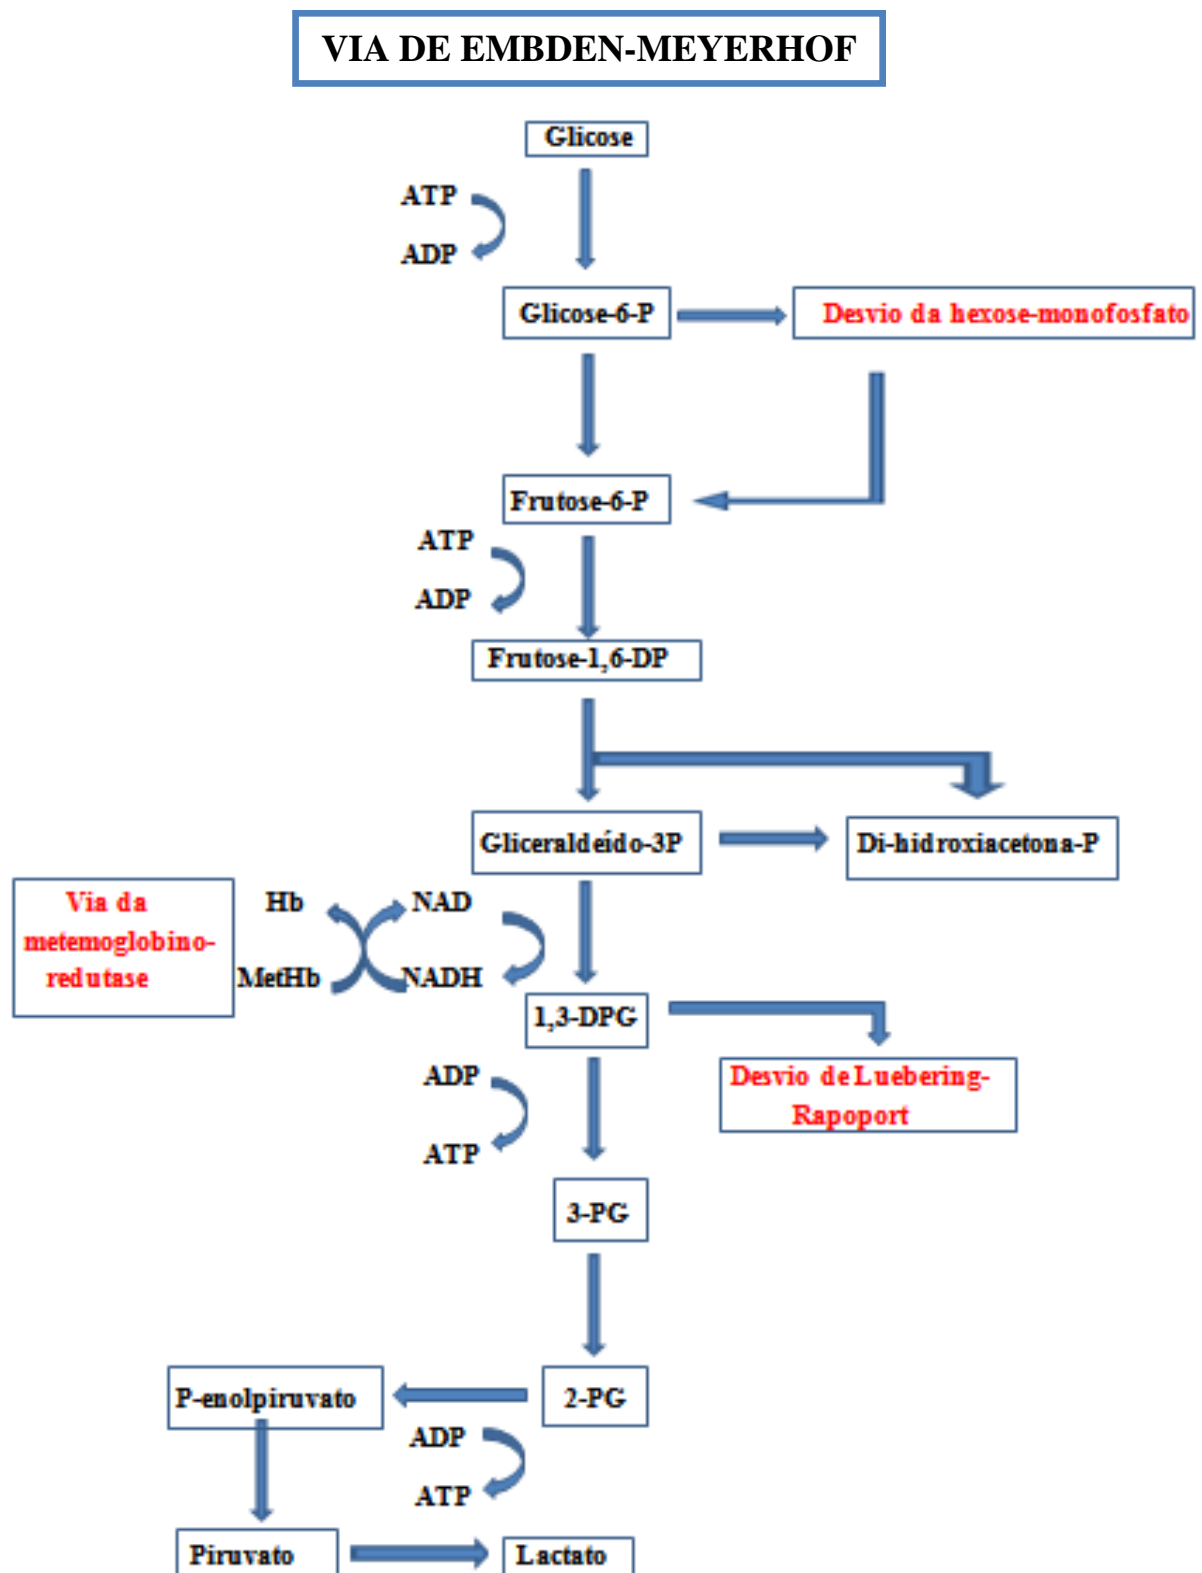 VIA DE EMBDEN-MEYERHOF
Glicose
ATP
ADP
Glicose-6-P
Desvio da hexose-monofosfato
Frutose-6-P
ATP
ADP
Frutose-1,6-DP
Gliceraldeído-3P
Di-hidroxiacetona-P
Via da
metemoglobino-
redutase
Hb
NAD
MetHb
NADH
1,3-DPG
Desvio de Luebering-
Rapoport
ADP
ATP
3-PG
P-enolpiruvato
2-PG
ADP
ATP
Piruvato
Lactato